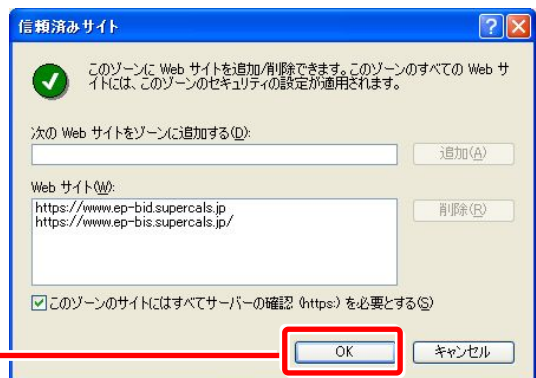 信頼済みサイト
このゾーンに Web サイトを追加/削除できます。このゾーンのすべての Web サ
イトには、このゾーンのセキュリティの設定が適用されます。
次の Web サイトをゾーンに追加する(D):
追加(A)
Web サイト(W):
https://www.ep-bid.supercals.jp
https://www.ep-bis.supercals.jp/
削除(R)
このゾーンのサイトにはすべてサーバーの確認 (https:) を必要とする(S)
OK
キャンセル